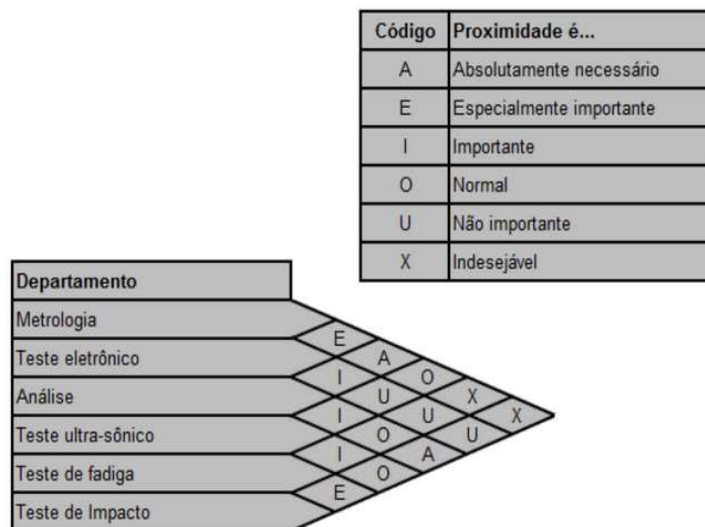 Código Proximidade é...
A Absolutamente necessário
E Especialmente importante
I Importante
O Normal
U Não importante
X Indesejável
Departamento
Metrologia
E
Teste eletrônico
A
I O
Análise
U X
I U X
Teste ultra-sônico
O U
I A
Teste de fadiga
O
E
Teste de Impacto